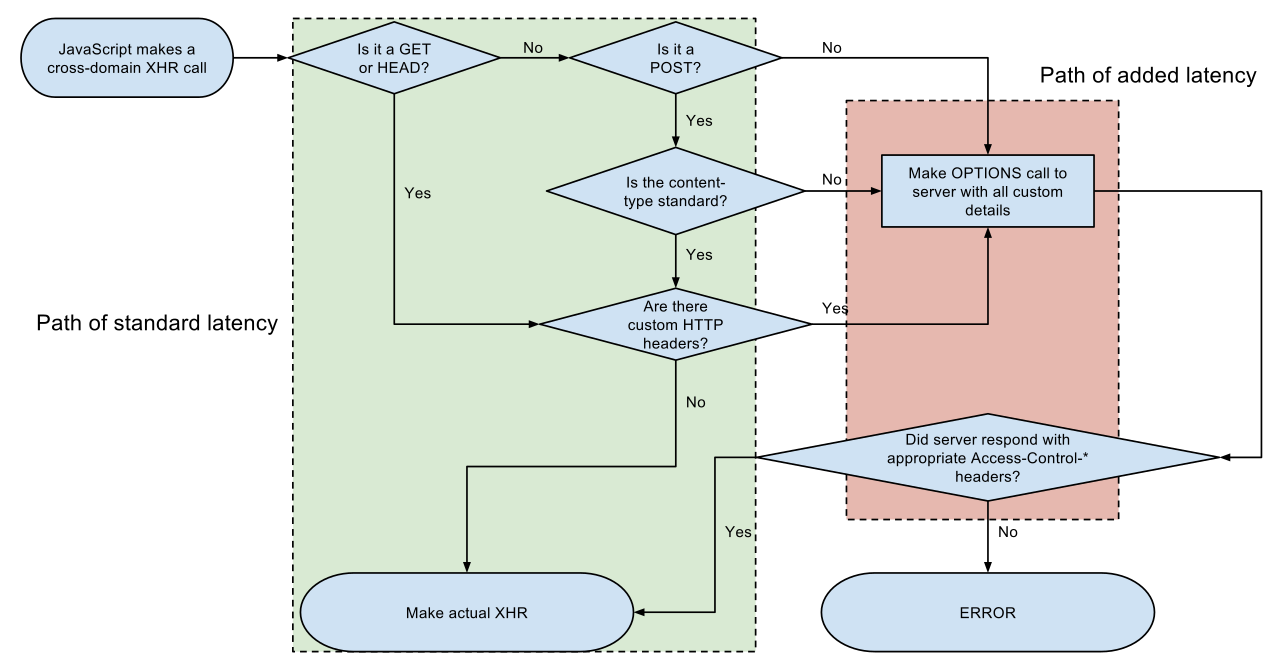 JavaScript makes a
cross-domain XHR call
Is it a GET
or HEAD?
No
Is it a
POST?
No
Path of added latency
Yes
Yes
Is the content-
type standard?
No
Make OPTIONS call to
server with all custom
details
Yes
Path of standard latency
Are there
custom HTTP
headers?
Yes
No
Did server respond with
appropriate Access-Control-*
headers?
Yes
No
Make actual XHR
ERROR